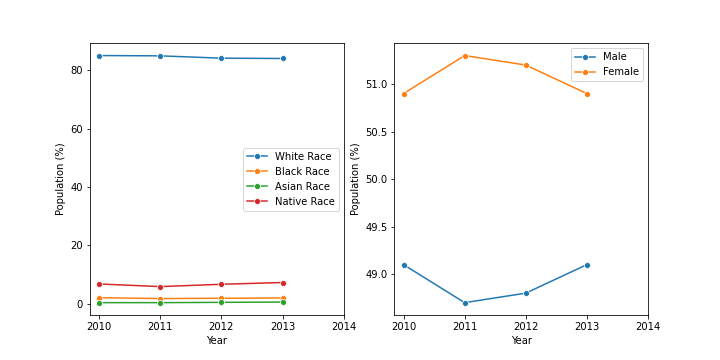 Population (%)
80
60
40
20
0
2010 2011 2012 2013 2014
Year
White Race
Black Race
Asian Race
Native Race
Population (%)
51.0
50.5
50.0
49.5
49.0
2010 2011 2012 2013 2014
Year
Male
Female